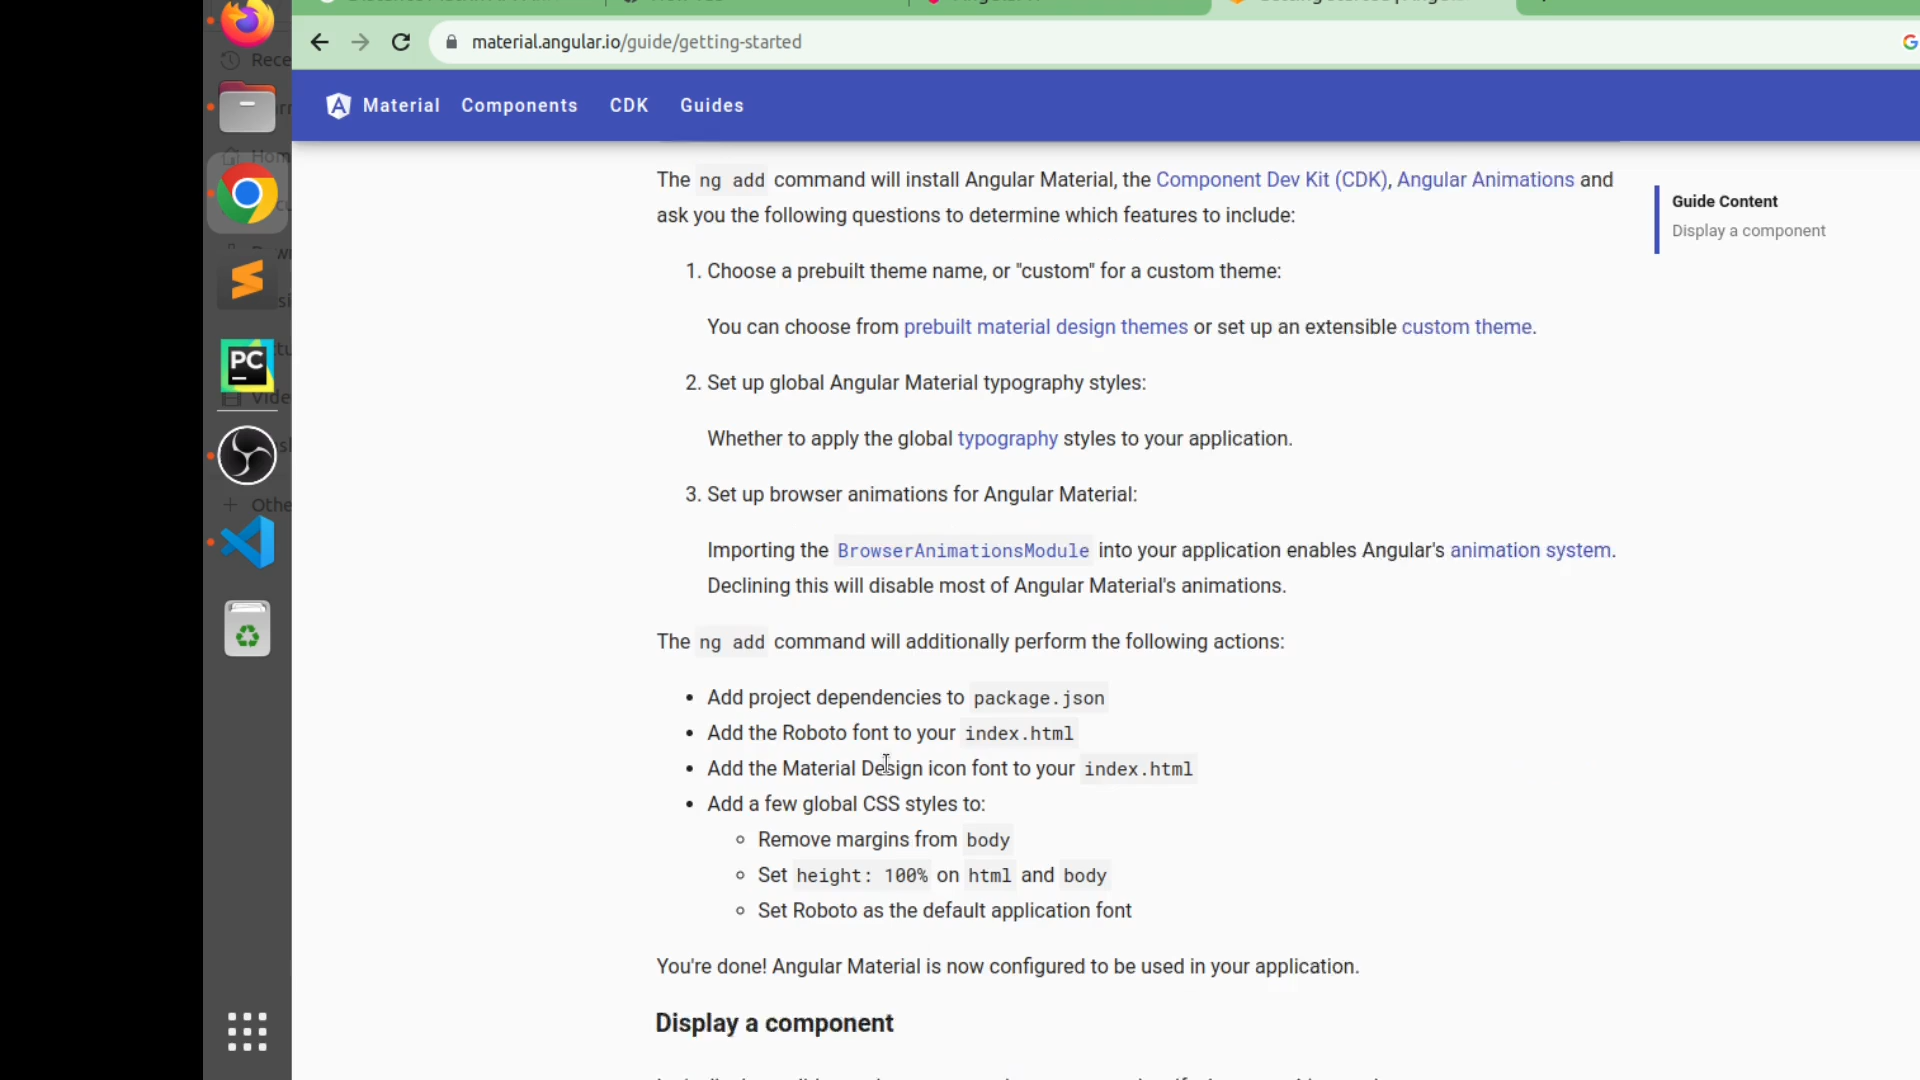 material.angular.io/guide/getting-started
Material Components CDK Guides
The ng add command will install Angular Material, the Component Dev Kit (CDK), Angular Animations and
ask you the following questions to determine which features to include:
Guide Content
Display a component
1. Choose a prebuilt theme name, or "custom" for a custom theme:
You can choose from prebuilt material design themes or set up an extensible custom theme.
2. Set up global Angular Material typography styles:
Whether to apply the global typography styles to your application.
3. Set up browser animations for Angular Material:
Importing the BrowserAnimationsModule into your application enables Angular's animation system.
Declining this will disable most of Angular Material's animations.
The ng add command will additionally perform the following actions:
• Add project dependencies to package.json
• Add the Roboto font to your index.html
• Add the Material Design icon font to your index.html
• Add a few global CSS styles to:
◦ Remove margins from body
◦ Set height: 100% on html and body
◦ Set Roboto as the default application font
You're done! Angular Material is now configured to be used in your application.
Display a component
Rece
Hom
PC
Vide
Othe